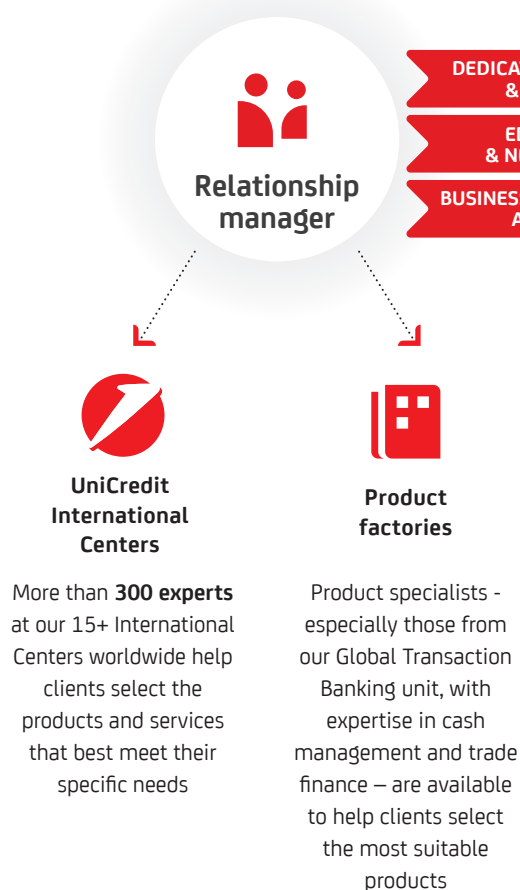 Relationship
manager
&
& N
BUSINES
A
UniCredit
International
Centers
More than 300 experts
at our 15+ International
Centers worldwide help
clients select the
products and services
that best meet their
specific needs
Product
factories
Product specialists -
especially those from
our Global Transaction
Banking unit, with
expertise in cash
management and trade
finance – are available
to help clients select
the most suitable
products